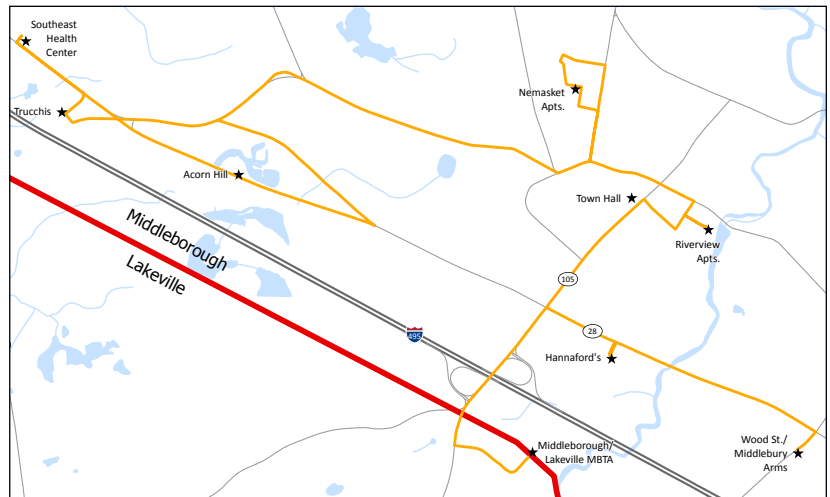 Southeast
Health
Center
Trucchis
Acorn Hill
Nemasket
Apts.
Town Hall
Riverview
Apts.
Middleborough
Lakeville
105
28
495
Hannaford's
Middleborough/
Lakeville MBTA
Wood St./
Middlebury
Arms